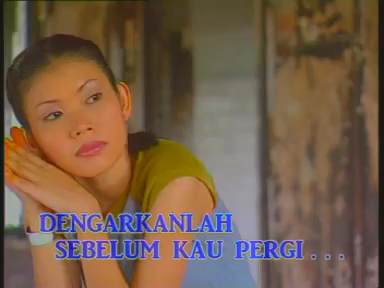 DENGARKANLAH
SEBELUM KAU PERGI . . .